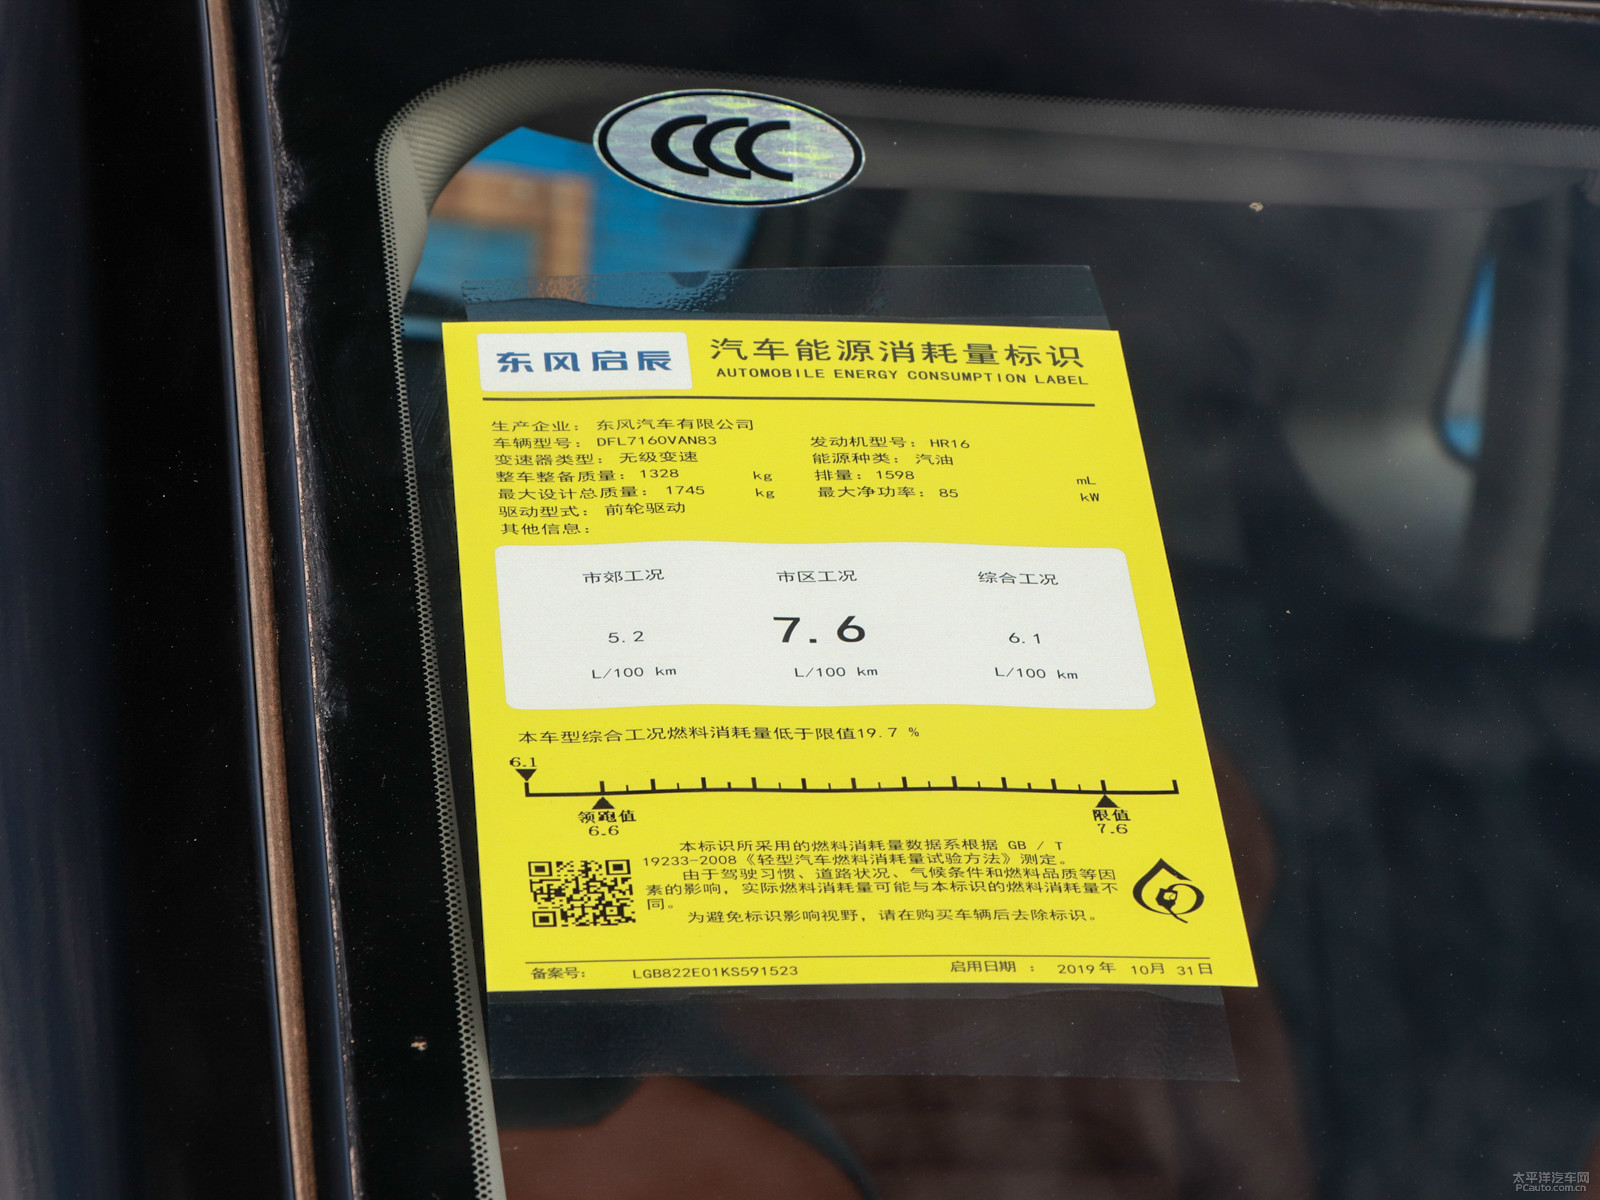 CCC
东风启辰
汽车能源消耗量标识
AUTOMOBILE ENERGY CONSUMPTION LABEL
生产企业： 东风汽车有限公司
车辆型号： DFL7160VAN83 发动机型号： HR16
变速器类型： 无级变速 能源种类： 汽油
整车整备质量： 1328 kg 排量： 1598 mL
最大设计总质量： 1745 kg 最大净功率： 85 kW
驱动型式： 前轮驱动
其他信息：
市郊工况 市区工况 综合工况
5.2 7.6 6.1
L/100 km L/100 km L/100 km
本车型综合工况燃料消耗量低于限值19.7 %
6.1
领跑值 限值
6.6 7.6
本标识所采用的燃料消耗量数据系根据 GB / T
19233-2008《轻型汽车燃料消耗量试验方法》测定。
由于驾驶习惯、道路状况、气候条件和燃料品质等因
素的影响，实际燃料消耗量可能与本标识的燃料消耗量不
同。
为避免标识影响视野，请在购买车辆后去除标识。
备案号： LGB822E01KS591523 启用日期 ： 2019年 10月 31日
太平洋汽车网
PCauto.com.cn